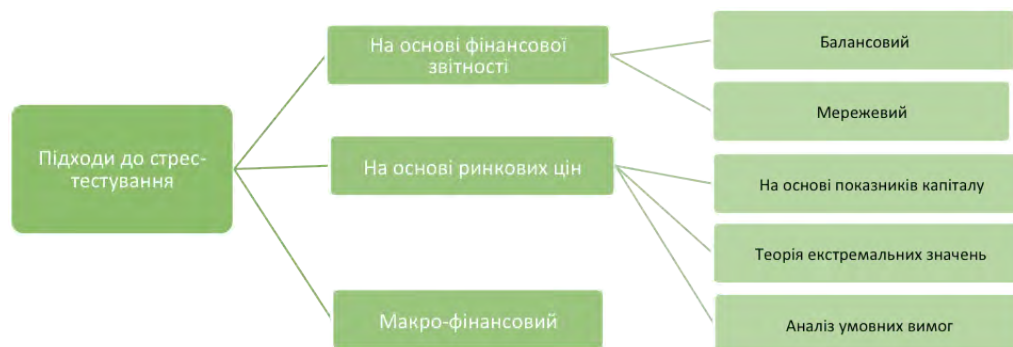 Підходи до стрес-
тестування
На основі фінансової
звітності
Балансовий
Мережевий
На основі ринкових цін
На основі показників капіталу
Теорія екстремальних значень
Аналіз умовних вимог
Макро-фінансовий